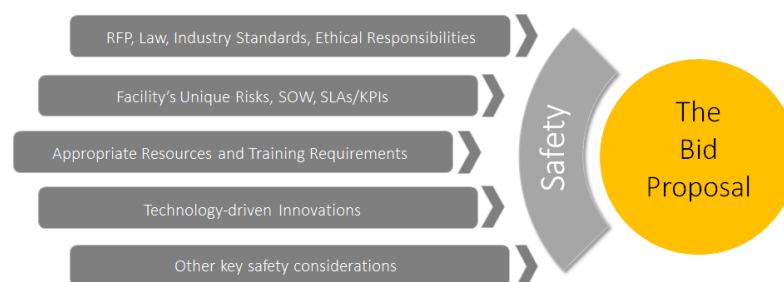 RFP, Law, Industry Standards, Ethical Responsibilities
Facility's Unique Risks, SOW, SLAs/KPIs
Appropriate Resources and Training Requirements
Technology-driven Innovations
Other key safety considerations
Safety
The
Bid
Proposal